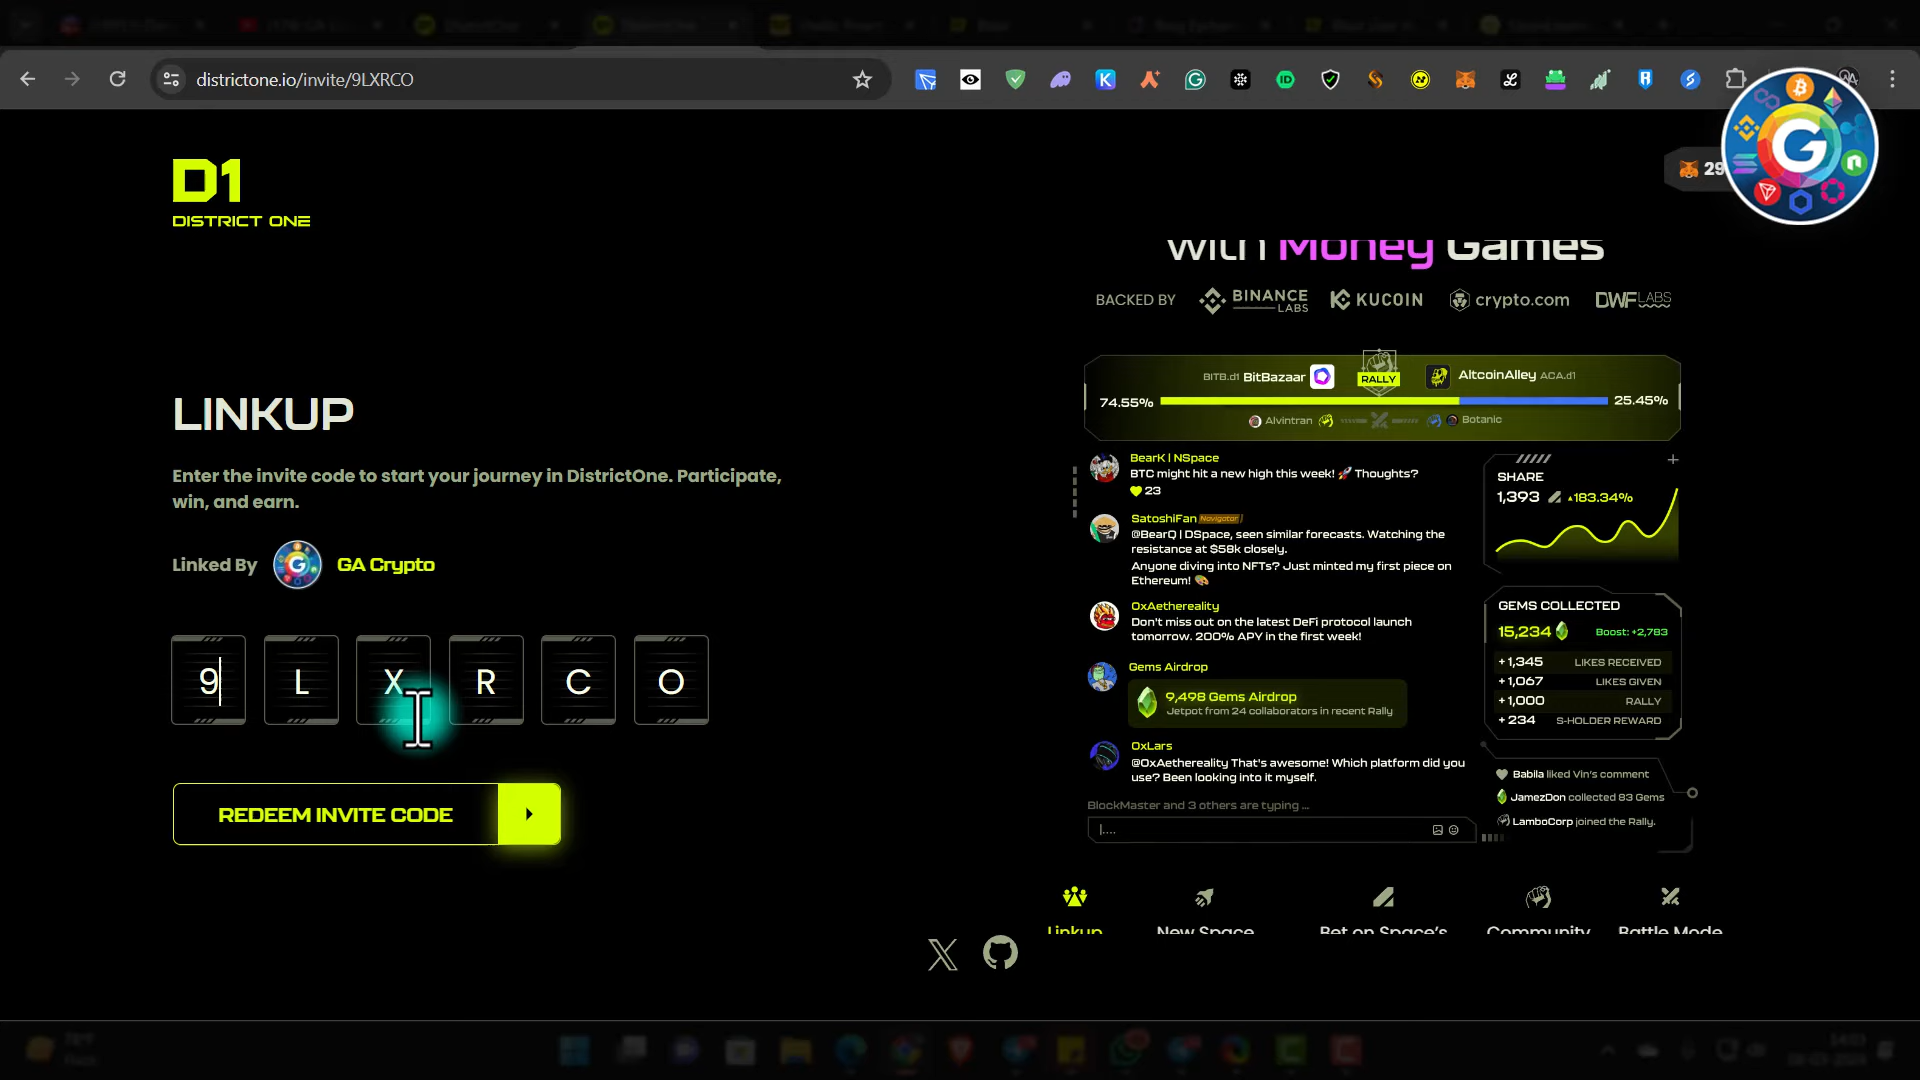 districtone.io/invite/9LXRCO
D1
DISTRICT ONE
29
G
with Money Games
BACKED BY BINANCE LABS KUCOIN crypto.com DWF LABS
BITB.d1 BitBazaar RALLY AltcoinAlley ACA.d1
74.55% 25.45%
Alvintran Botanic
LINKUP
Enter the invite code to start your journey in DistrictOne. Participate,
win, and earn.
Linked By GA Crypto
9 L X R C O
REDEEM INVITE CODE
BearK | NSpace
BTC might hit a new high this week! 🚀 Thoughts?
23
SatoshiFan Navigator
@BearQ | DSpace, seen similar forecasts. Watching the
resistance at $58k closely.
Anyone diving into NFTs? Just minted my first piece on
Ethereum! 🎨
OxAethereality
Don't miss out on the latest DeFi protocol launch
tomorrow. 200% APY in the first week!
Gems Airdrop
9,498 Gems Airdrop
Jetpot from 24 collaborators in recent Rally
OxLars
@OxAethereality That's awesome! Which platform did you
use? Been looking into it myself.
BlockMaster and 3 others are typing ...
|....
SHARE
1,393 ▲183.34%
GEMS COLLECTED
15,234 Boost: +2,783
+1,345 LIKES RECEIVED
+1,067 LIKES GIVEN
+1,000 RALLY
+234 S-HOLDER REWARD
Babila liked Vin's comment
JamezDon collected 83 Gems
LamboCorp joined the Rally.
Linkup New Space Bet on Space's Community Battle Mode